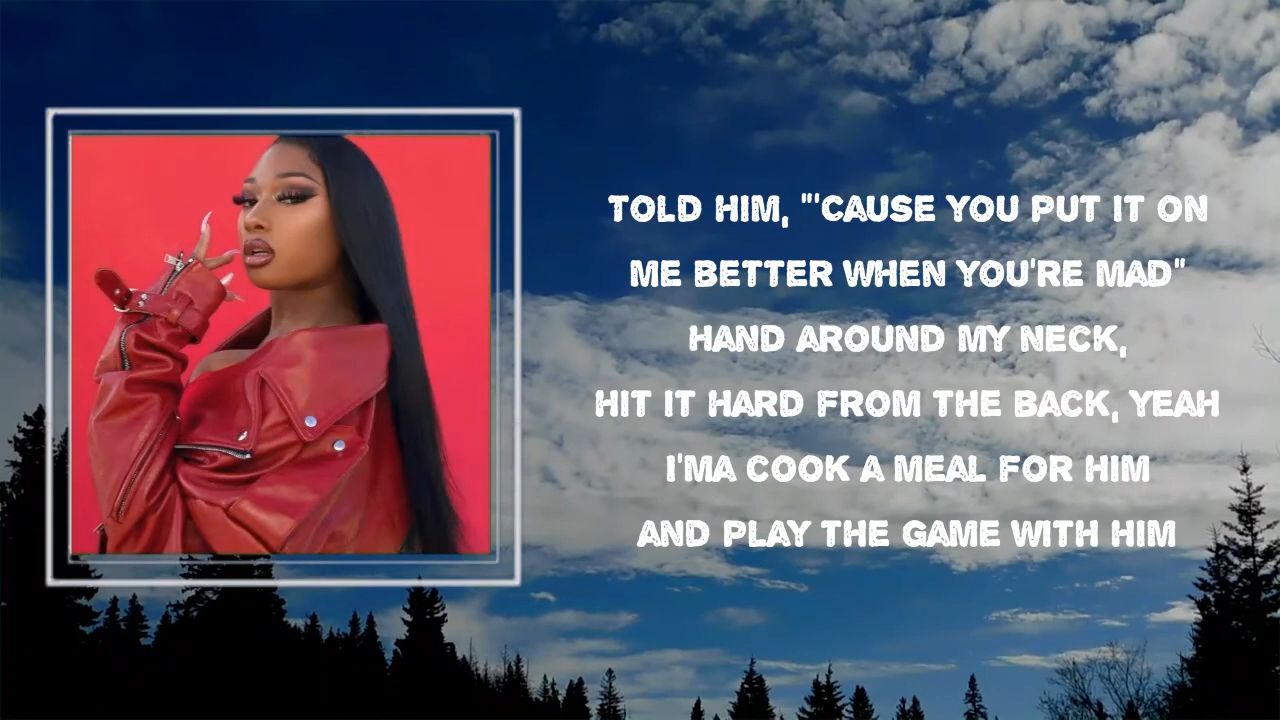 TOLD HIM, "'CAUSE YOU PUT IT ON
ME BETTER WHEN YOU'RE MAD"
HAND AROUND MY NECK,
HIT IT HARD FROM THE BACK, YEAH
I'MA COOK A MEAL FOR HIM
AND PLAY THE GAME WITH HIM